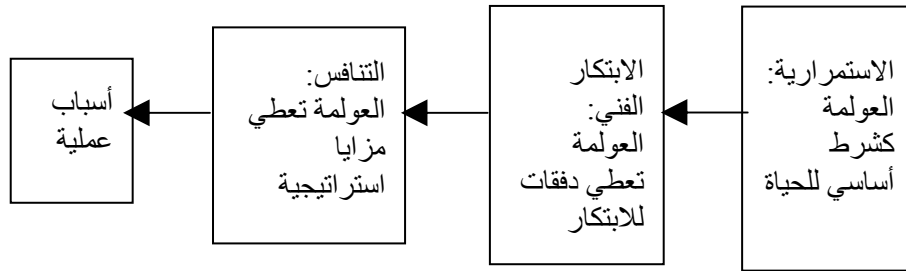 الاستمرارية:
العولمة
كشرط
أساسي للحياة
الابتكار
الفني:
العولمة
تعطي دفقات
للابتكار
التنافس:
العولمة تعطي
مزايا
استراتيجية
أسباب
عملية